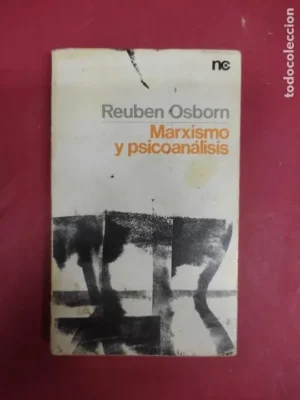 nc
Reuben Osborn
Marxismo
y psicoanálisis
todocoleccion